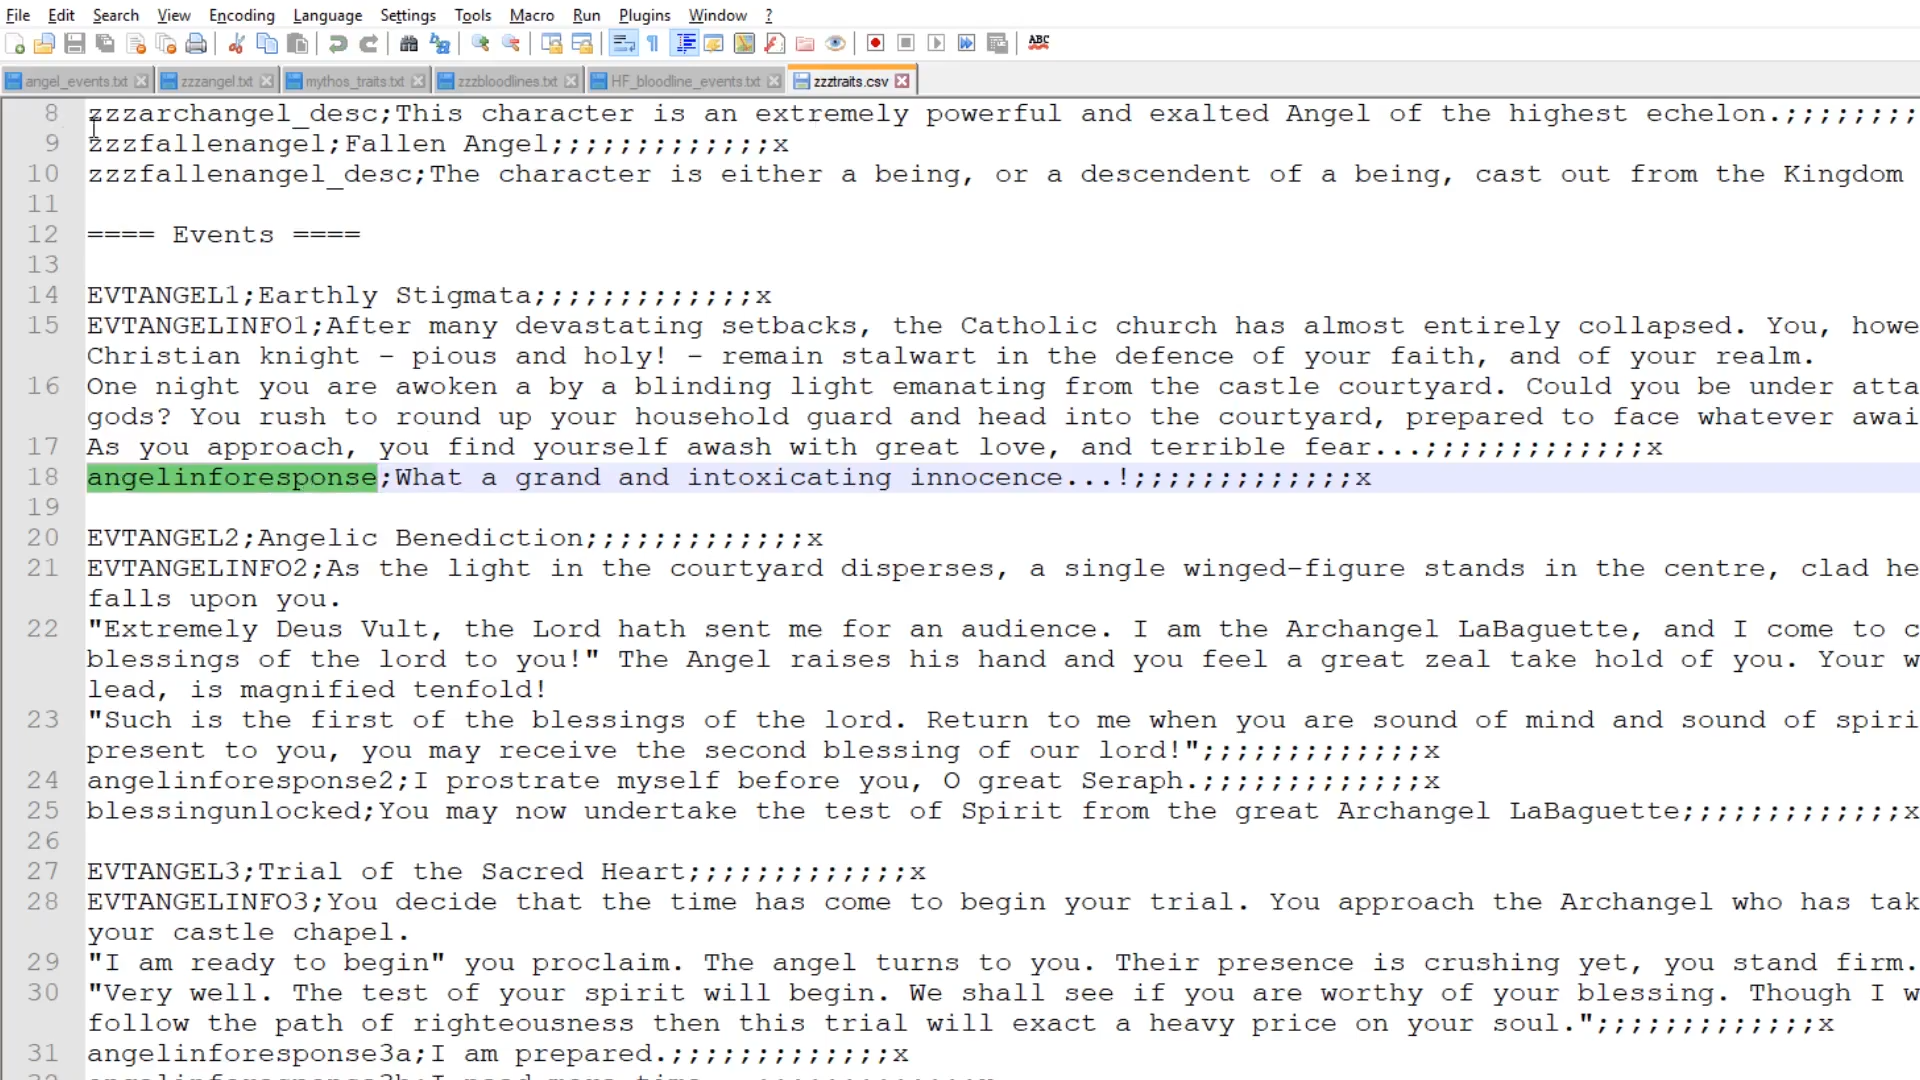 File Edit Search View Encoding Language Settings Tools Macro Run Plugins Window ?
ABC
angel_events.txt zzzangel.txt mythos_traits.txt zzzbloodlines.txt HF_bloodline_events.txt zzztraits.csv
8 zzzarchangel_desc;This character is an extremely powerful and exalted Angel of the highest echelon.;;;;;;;;
9 zzzfallenangel;Fallen Angel;;;;;;;;;;;;;x
10 zzzfallenangel_desc;The character is either a being, or a descendent of a being, cast out from the Kingdom
11
12 ==== Events ====
13
14 EVTANGEL1;Earthly Stigmata;;;;;;;;;;;;;x
15 EVTANGELINFO1;After many devastating setbacks, the Catholic church has almost entirely collapsed. You, howe
Christian knight - pious and holy! - remain stalwart in the defence of your faith, and of your realm.
16 One night you are awoken a by a blinding light emanating from the castle courtyard. Could you be under atta
gods? You rush to round up your household guard and head into the courtyard, prepared to face whatever awai
17 As you approach, you find yourself awash with great love, and terrible fear...;;;;;;;;;;;;;x
18 angelinforesponse;What a grand and intoxicating innocence...!;;;;;;;;;;;;;x
19
20 EVTANGEL2;Angelic Benediction;;;;;;;;;;;;;x
21 EVTANGELINFO2;As the light in the courtyard disperses, a single winged-figure stands in the centre, clad he
falls upon you.
22 "Extremely Deus Vult, the Lord hath sent me for an audience. I am the Archangel LaBaguette, and I come to c
blessings of the lord to you!" The Angel raises his hand and you feel a great zeal take hold of you. Your w
lead, is magnified tenfold!
23 "Such is the first of the blessings of the lord. Return to me when you are sound of mind and sound of spiri
present to you, you may receive the second blessing of our lord!";;;;;;;;;;;;;x
24 angelinforesponse2;I prostrate myself before you, O great Seraph.;;;;;;;;;;;;;x
25 blessingunlocked;You may now undertake the test of Spirit from the great Archangel LaBaguette;;;;;;;;;;;;;x
26
27 EVTANGEL3;Trial of the Sacred Heart;;;;;;;;;;;;;x
28 EVTANGELINFO3;You decide that the time has come to begin your trial. You approach the Archangel who has tak
your castle chapel.
29 "I am ready to begin" you proclaim. The angel turns to you. Their presence is crushing yet, you stand firm.
30 "Very well. The test of your spirit will begin. We shall see if you are worthy of your blessing. Though I w
follow the path of righteousness then this trial will exact a heavy price on your soul.";;;;;;;;;;;;;x
31 angelinforesponse3a;I am prepared.;;;;;;;;;;;;;x